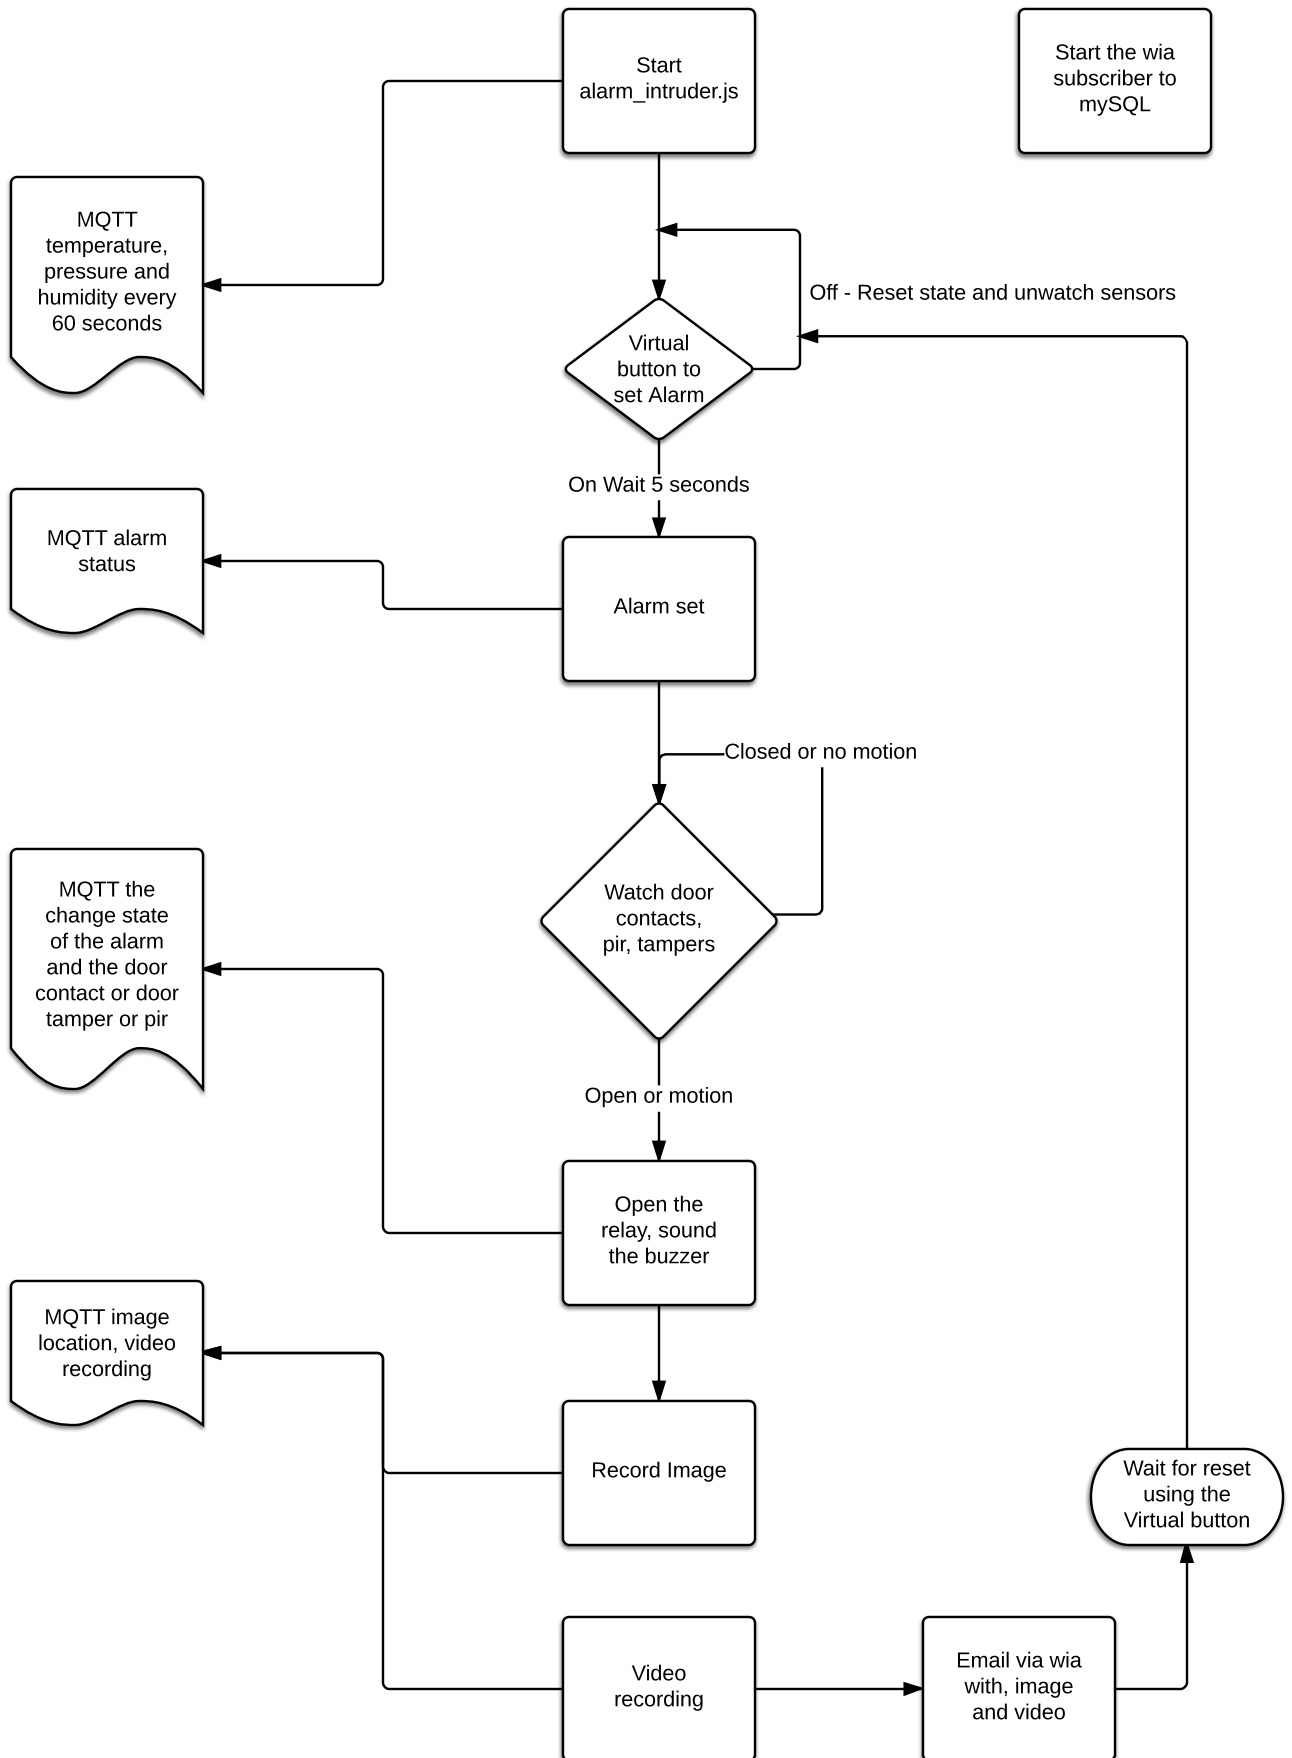 Start
alarm_intruder.js
Start the wia
subscriber to
mySQL
MQTT
temperature,
pressure and
humidity every
60 seconds
Off - Reset state and unwatch sensors
Virtual
button to
set Alarm
On Wait 5 seconds
MQTT alarm
status
Alarm set
Closed or no motion
MQTT the
change state
of the alarm
and the door
contact or door
tamper or pir
Watch door
contacts,
pir, tampers
Open or motion
Open the
relay, sound
the buzzer
MQTT image
location, video
recording
Record Image
Wait for reset
using the
Virtual button
Video
recording
Email via wia
with, image
and video